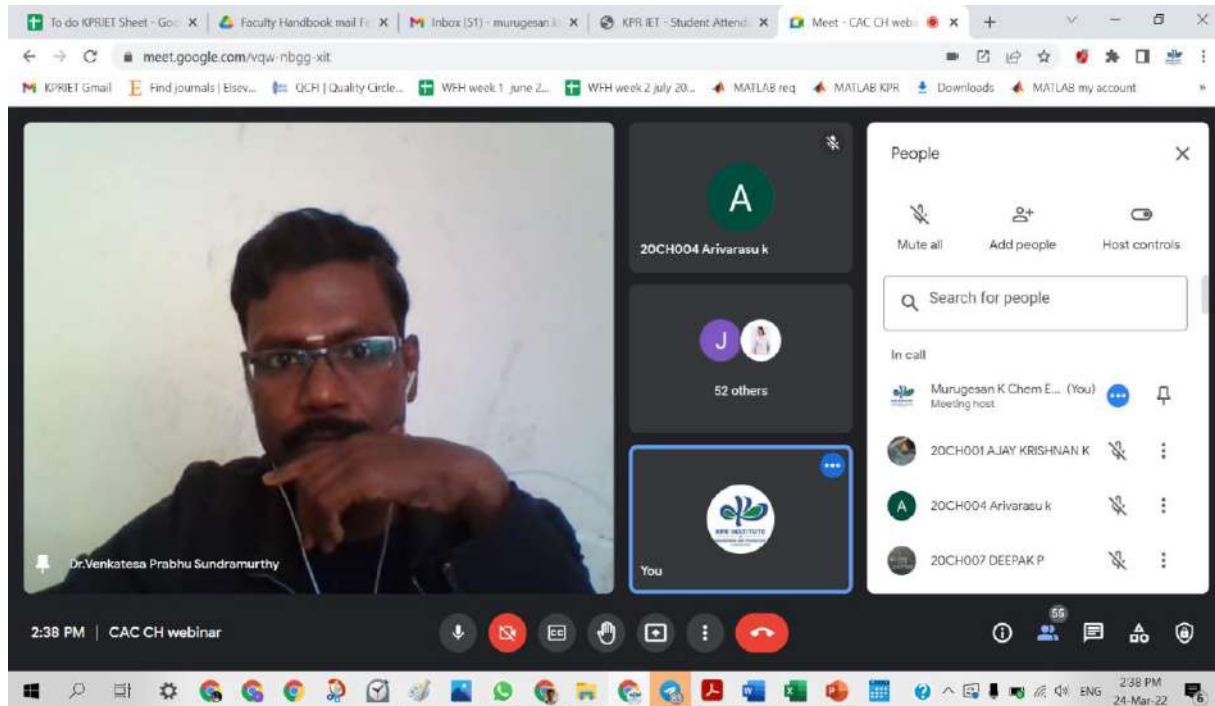 To do KPRIET Sheet - Goo
Faculty Handbook mail f
Inbox (51) - murugesan.k
KPR IET - Student Attend
Meet - CAC CH web
meet.google.com/vqw-nbgg-xit
KPRIET Gmail
Find journals | Elsev...
QCFI | Quality Circle...
WFH week 1 june 2...
WFH week 2 july 20...
MATLAB req
MATLAB KPR
Downloads
MATLAB my account
»
A
20CH004 Arivarasu k
J
52 others
You
Dr.Venkatesa Prabhu Sundramurthy
People
Mute all
Add people
Host controls
Search for people
In call
Murugesan K Chem E... (You)
Meeting host
20CH001 AJAY KRISHNAN K
A
20CH004 Arivarasu k
20CH007 DEEPAK P
2:38 PM | CAC CH webinar
CC
56
ENG
2:38 PM
24-Mar-22
6